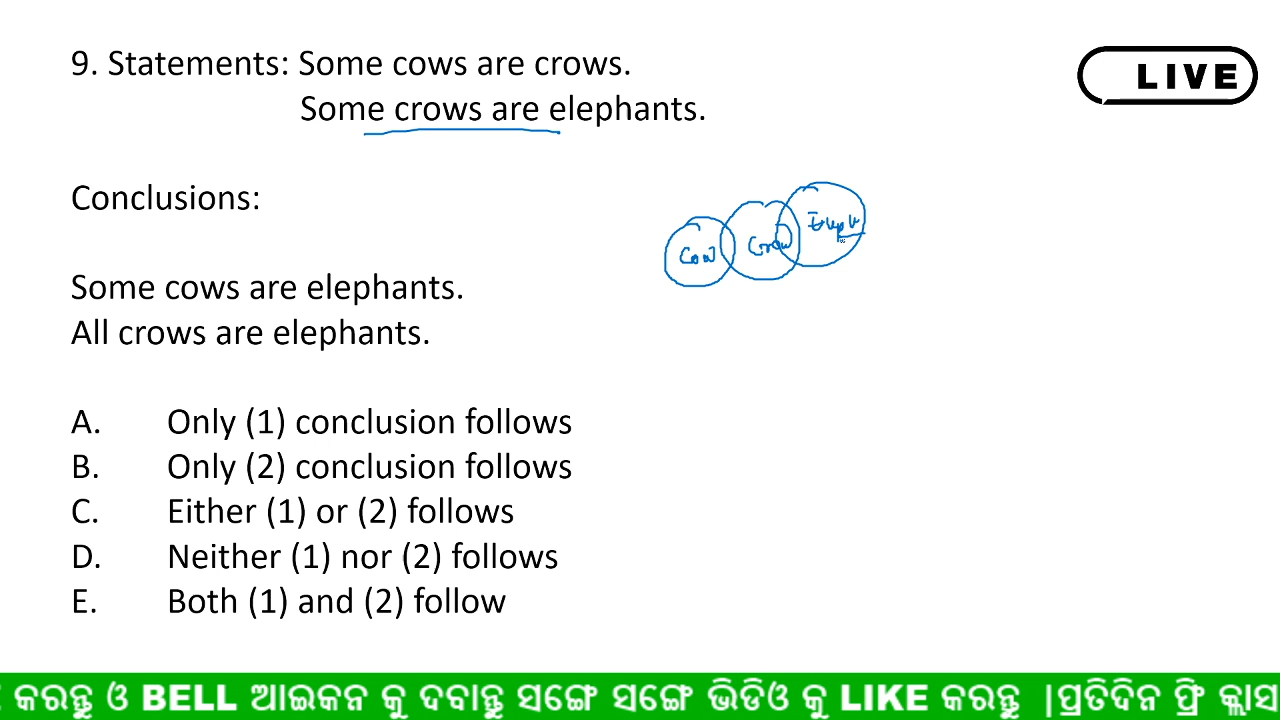 9. Statements: Some cows are crows.
LIVE
Some crows are elephants.
Conclusions:
Cow
Crow
Some cows are elephants.
All crows are elephants.
A. Only (1) conclusion follows
B. Only (2) conclusion follows
C. Either (1) or (2) follows
D. Neither (1) nor (2) follows
E. Both (1) and (2) follow
କରନ୍ତୁ ଓ BELL ଆଇକନ କୁ ଦବାନ୍ତୁ ସଙ୍ଗେ ସଙ୍ଗେ ଭିଡିଓ କୁ LIKE କରନ୍ତୁ |ପ୍ରତିଦିନ ଫ୍ରି କ୍ଲାସ